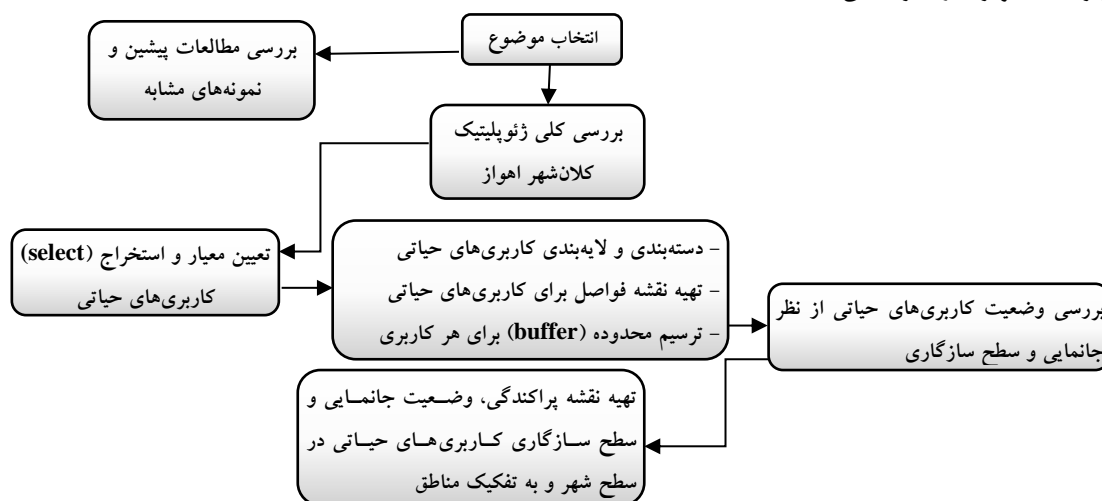 انتخاب موضوع
بررسی مطالعات پیشین و
نمونه‌های مشابه
بررسی کلی ژئوپلیتیک
کلان‌شهر اهواز
تعیین معیار و استخراج (select)
کاربری‌های حیاتی
- دسته‌بندی و لایه‌بندی کاربری‌های حیاتی
- تهیه نقشه فواصل برای کاربری‌های حیاتی
- ترسیم محدوده (buffer) برای هر کاربری
بررسی وضعیت کاربری‌های حیاتی از نظر
جانمایی و سطح سازگاری
تهیه نقشه پراکندگی، وضعیت جانمایی و
سطح سازگاری کاربری‌های حیاتی در
سطح شهر و به تفکیک مناطق